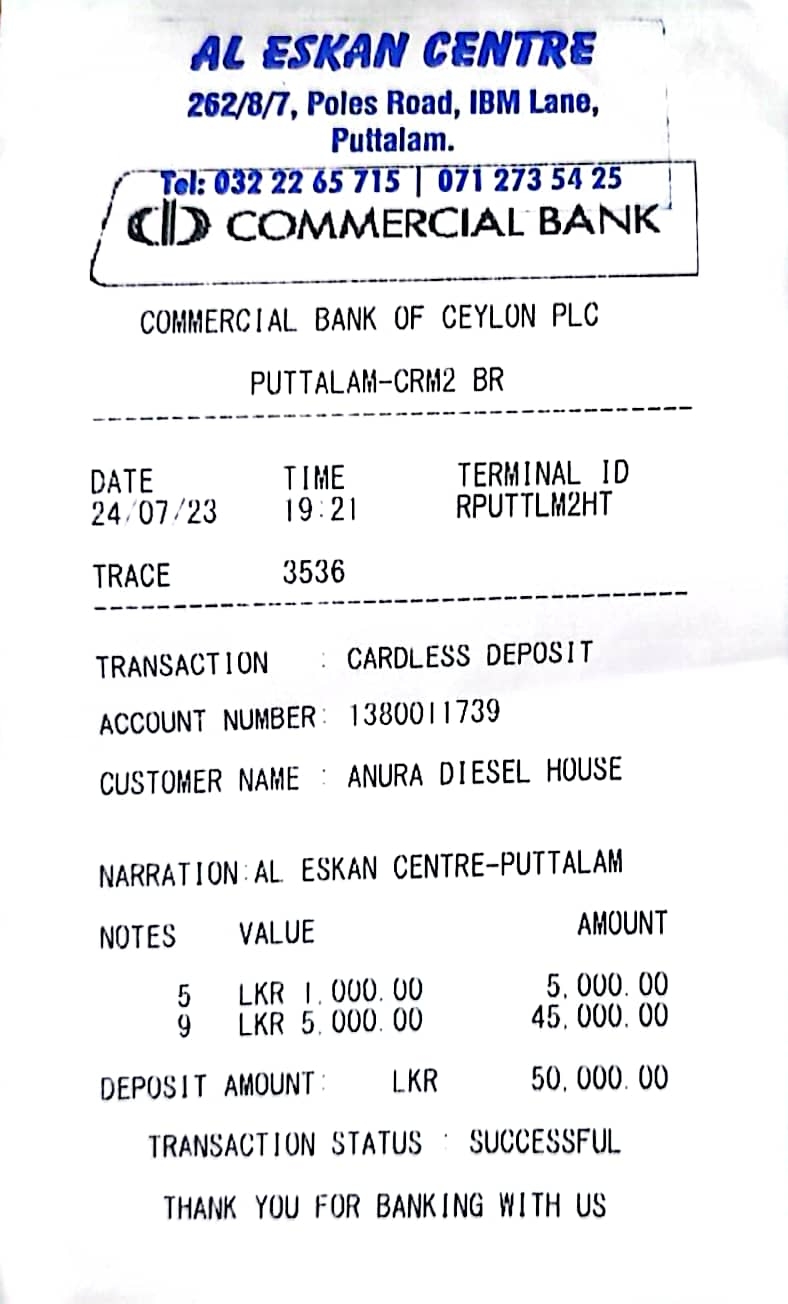 AL ESKAN CENTRE
262/8/7, Poles Road, IBM Lane,
Puttalam.
Tel: 032 22 65 715 | 071 273 54 25
COMMERCIAL BANK
COMMERCIAL BANK OF CEYLON PLC
PUTTALAM-CRM2 BR
DATE TIME TERMINAL ID
24/07/23 19:21 RPUTTLM2HT
TRACE 3536
TRANSACTION : CARDLESS DEPOSIT
ACCOUNT NUMBER: 1380011739
CUSTOMER NAME : ANURA DIESEL HOUSE
NARRATION:AL ESKAN CENTRE-PUTTALAM
NOTES VALUE AMOUNT
5 LKR 1,000.00 5,000.00
9 LKR 5,000.00 45,000.00
DEPOSIT AMOUNT: LKR 50,000.00
TRANSACTION STATUS : SUCCESSFUL
THANK YOU FOR BANKING WITH US